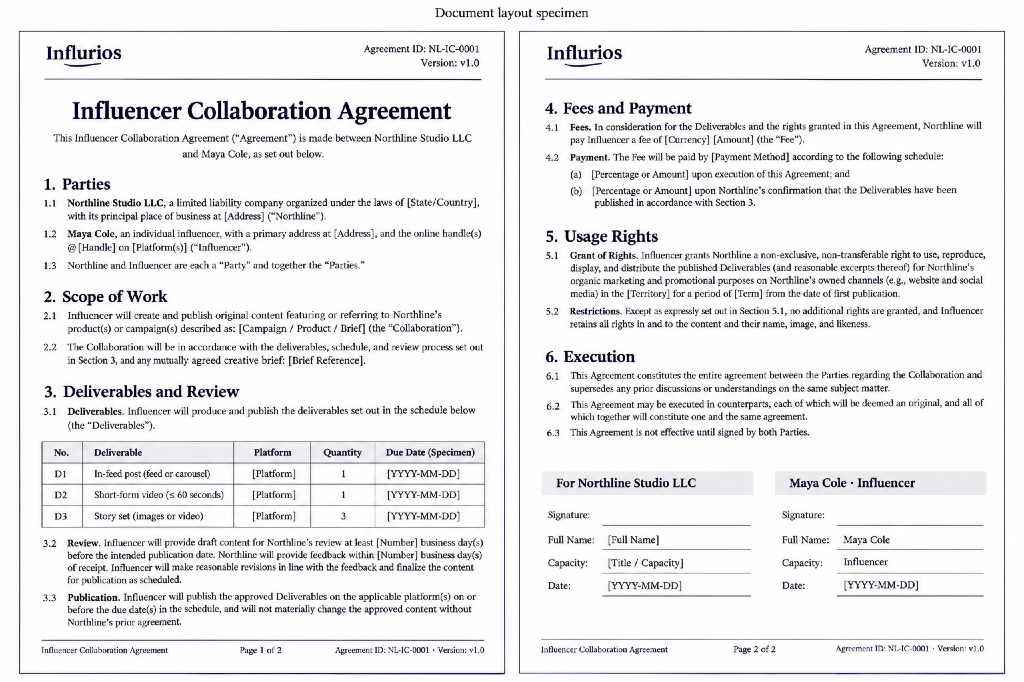 Document layout specimen
Influrios
Agreement ID: NL-IC-0001
Version: v1.0
Influencer Collaboration Agreement
This Influencer Collaboration Agreement (“Agreement”) is made between Northline Studio LLC
and Maya Cole, as set out below.
1. Parties
1.1 Northline Studio LLC, a limited liability company organized under the laws of [State/Country],
with its principal place of business at [Address] (“Northline”).
1.2 Maya Cole, an individual influencer, with a primary address at [Address], and the online handle(s)
@[Handle] on [Platform(s)] (“Influencer”).
1.3 Northline and Influencer are each a “Party” and together the “Parties.”
2. Scope of Work
2.1 Influencer will create and publish original content featuring or referring to Northline’s
product(s) or campaign(s) described as: [Campaign / Product / Brief] (the “Collaboration”).
2.2 The Collaboration will be in accordance with the deliverables, schedule, and review process set out
in Section 3, and any mutually agreed creative brief: [Brief Reference].
3. Deliverables and Review
3.1 Deliverables. Influencer will produce and publish the deliverables set out in the schedule below
(the “Deliverables”).
No. Deliverable Platform Quantity Due Date (Specimen)
D1 In-feed post (feed or carousel) [Platform] 1 [YYYY-MM-DD]
D2 Short-form video (≤ 60 seconds) [Platform] 1 [YYYY-MM-DD]
D3 Story set (images or video) [Platform] 3 [YYYY-MM-DD]
3.2 Review. Influencer will provide draft content for Northline’s review at least [Number] business day(s)
before the intended publication date. Northline will provide feedback within [Number] business day(s)
of receipt. Influencer will make reasonable revisions in line with the feedback and finalize the content
for publication as scheduled.
3.3 Publication. Influencer will publish the approved Deliverables on the applicable platform(s) on or
before the due date(s) in the schedule, and will not materially change the approved content without
Northline’s prior agreement.
Influencer Collaboration Agreement Page 1 of 2 Agreement ID: NL-IC-0001 · Version: v1.0
Influrios
Agreement ID: NL-IC-0001
Version: v1.0
4. Fees and Payment
4.1 Fees. In consideration for the Deliverables and the rights granted in this Agreement, Northline will
pay Influencer a fee of [Currency] [Amount] (the “Fee”).
4.2 Payment. The Fee will be paid by [Payment Method] according to the following schedule:
(a) [Percentage or Amount] upon execution of this Agreement; and
(b) [Percentage or Amount] upon Northline’s confirmation that the Deliverables have been
published in accordance with Section 3.
5. Usage Rights
5.1 Grant of Rights. Influencer grants Northline a non-exclusive, non-transferable right to use, reproduce,
display, and distribute the published Deliverables (and reasonable excerpts thereof) for Northline’s
organic marketing and promotional purposes on Northline’s owned channels (e.g., website and social
media) in the [Territory] for a period of [Term] from the date of first publication.
5.2 Restrictions. Except as expressly set out in Section 5.1, no additional rights are granted, and Influencer
retains all rights in and to the content and their name, image, and likeness.
6. Execution
6.1 This Agreement constitutes the entire agreement between the Parties regarding the Collaboration and
supersedes any prior discussions or understandings on the same subject matter.
6.2 This Agreement may be executed in counterparts, each of which will be deemed an original, and all of
which together will constitute one and the same agreement.
6.3 This Agreement is not effective until signed by both Parties.
For Northline Studio LLC
Signature:
Full Name: [Full Name]
Capacity: [Title / Capacity]
Date: [YYYY-MM-DD]
Maya Cole · Influencer
Signature:
Full Name: Maya Cole
Capacity: Influencer
Date: [YYYY-MM-DD]
Influencer Collaboration Agreement Page 2 of 2 Agreement ID: NL-IC-0001 · Version: v1.0